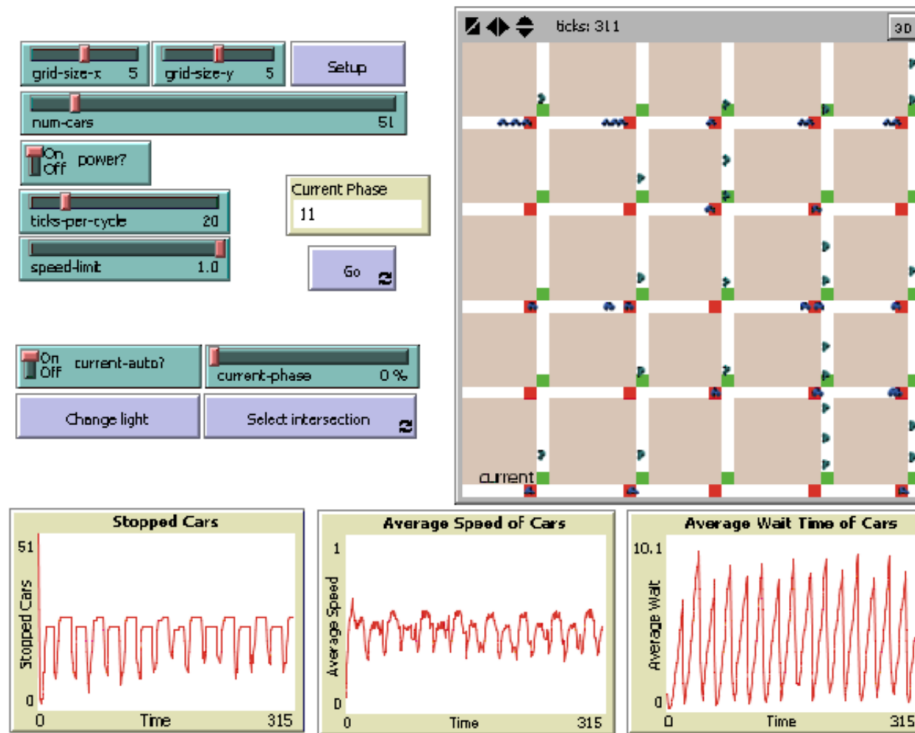 ticks: 311
3D
grid-size-x 5
grid-size-y 5
Setup
num-cars 51
On
Off
power?
ticks-per-cycle 20
speed-limit 1.0
Current Phase
11
Go
On
Off
current-auto?
current-phase 0 %
Change light
Select intersection
current
Stopped Cars
51
Stopped Cars
0
0
Time
315
Average Speed of Cars
1
Average Speed
0
0
Time
315
Average Wait Time of Cars
10.1
Average Wait
0
0
Time
315